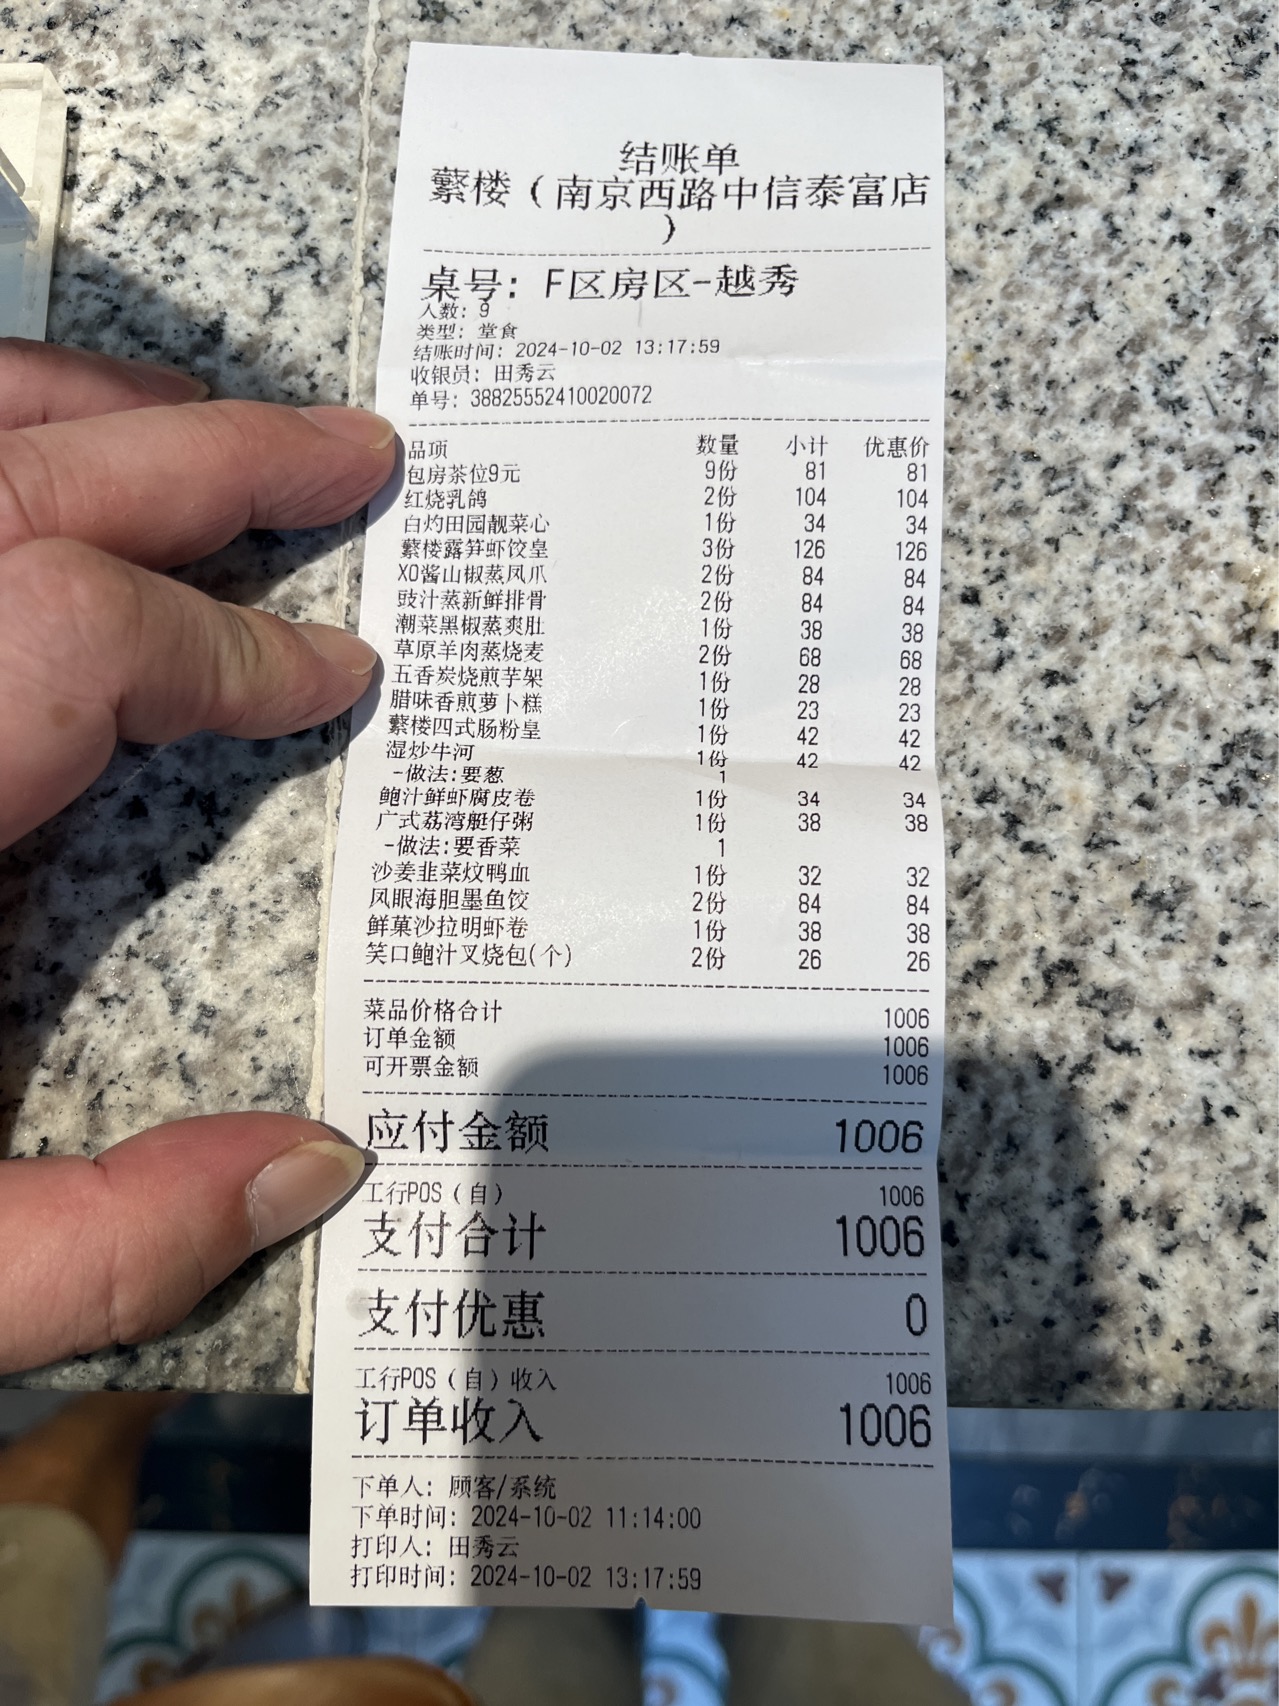 结账单
蘩楼（南京西路中信泰富店
）
桌号：F区房区-越秀
人数：9
类型：堂食
结账时间：2024-10-02 13:17:59
收银员：田秀云
单号：38825552410020072
品项 数量 小计 优惠价
包房茶位9元 9份 81 81
红烧乳鸽 2份 104 104
白灼田园靓菜心 1份 34 34
蘩楼露笋虾饺皇 3份 126 126
XO酱山椒蒸凤爪 2份 84 84
豉汁蒸新鲜排骨 2份 84 84
潮菜黑椒蒸爽肚 1份 38 38
草原羊肉蒸烧麦 2份 68 68
五香炭烧煎芋架 1份 28 28
腊味香煎萝卜糕 1份 23 23
蘩楼四式肠粉皇 1份 42 42
湿炒牛河 1份 42 42
-做法:要葱 1
鲍汁鲜虾腐皮卷 1份 34 34
广式荔湾艇仔粥 1份 38 38
-做法:要香菜 1
沙姜韭菜炆鸭血 1份 32 32
凤眼海胆墨鱼饺 2份 84 84
鲜菓沙拉明虾卷 1份 38 38
笑口鲍汁叉烧包(个) 2份 26 26
菜品价格合计 1006
订单金额 1006
可开票金额 1006
应付金额 1006
工行POS（自） 1006
支付合计 1006
支付优惠 0
工行POS（自）收入 1006
订单收入 1006
下单人：顾客/系统
下单时间：2024-10-02 11:14:00
打印人：田秀云
打印时间：2024-10-02 13:17:59